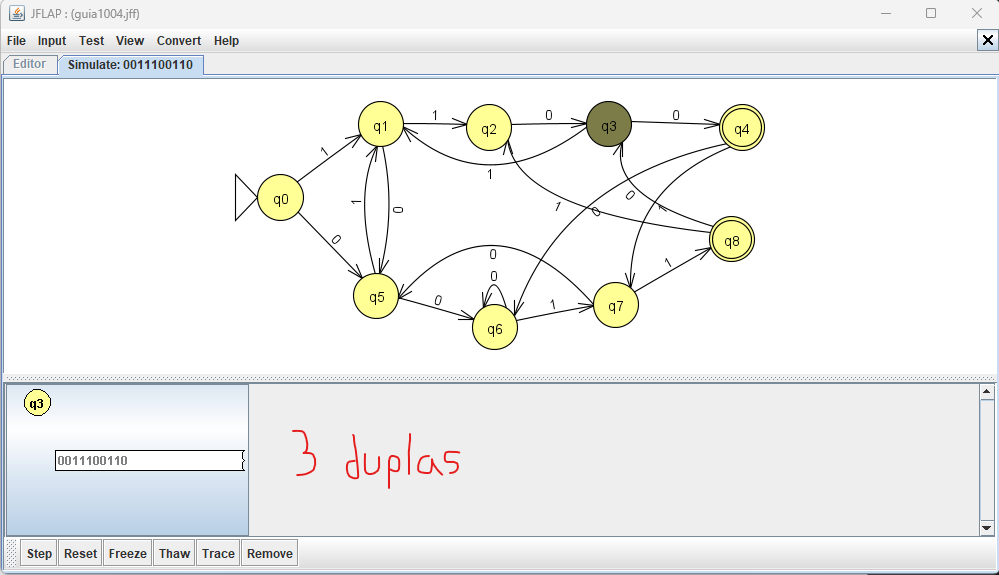 JFLAP : (guia1004.jff)
File Input Test View Convert Help
Editor Simulate: 0011100110
q1 1 q2 0 q3 0 q4
1
1
q0
1 0
0 1
1 0 1
q8
0
0
1
q5 0 q6 1 q7
q3
0011100110
3 duplas
Step Reset Freeze Thaw Trace Remove